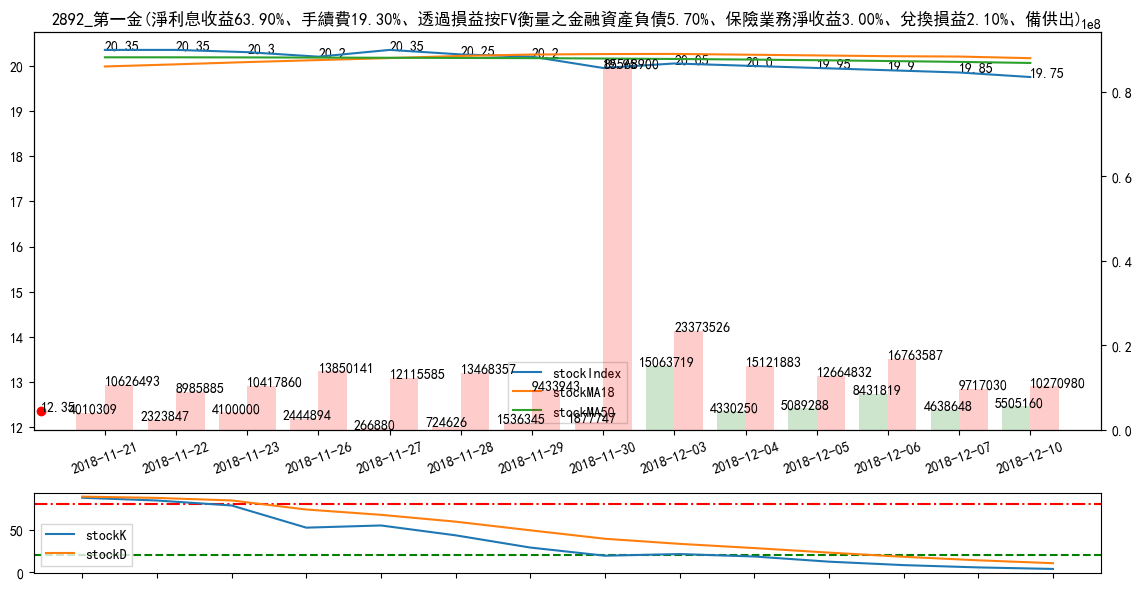 2892_第一金(淨利息收益63.90%、手續費19.30%、透過損益按FV衡量之金融資產負債5.70%、保險業務淨收益3.00%、兌換損益2.10%、備供出)
1e8
20.35 20.35 20.3 20.2 20.35 20.25 20.2 20.05 20.0 19.95 19.9 19.85 19.75
20
19
18
17
16
15
14
13
12
0.8
0.6
0.4
0.2
0.0
12.35
10626493 8985885 10417860 13850141 12115585 13468357 9433943 23373526 15121883 12664832 16763587 9717030 10270980
4010309 2323847 4100000 2444894 266880 724626 1536345 1877747 15063719 4330250 5089288 8431819 4638648 5505160
stockIndex
stockMA18
stockMA50
2018-11-21 2018-11-22 2018-11-23 2018-11-26 2018-11-27 2018-11-28 2018-11-29 2018-11-30 2018-12-03 2018-12-04 2018-12-05 2018-12-06 2018-12-07 2018-12-10
50
0
stockK
stockD